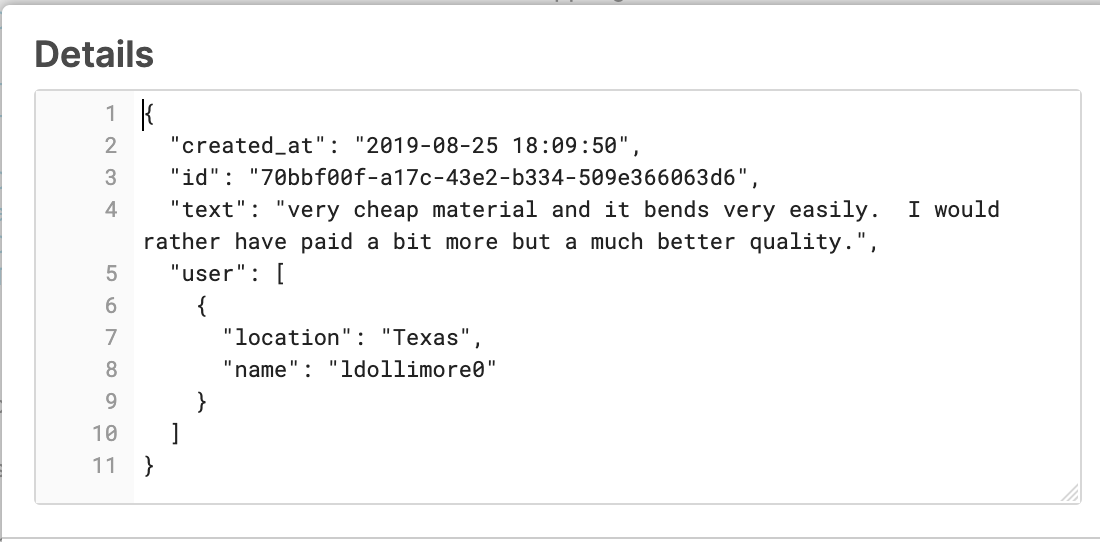 Details
1 {
2   "created_at": "2019-08-25 18:09:50",
3   "id": "70bbf00f-a17c-43e2-b334-509e366063d6",
4   "text": "very cheap material and it bends very easily.  I would
rather have paid a bit more but a much better quality.",
5   "user": [
6     {
7       "location": "Texas",
8       "name": "ldollimore0"
9     }
10   ]
11 }